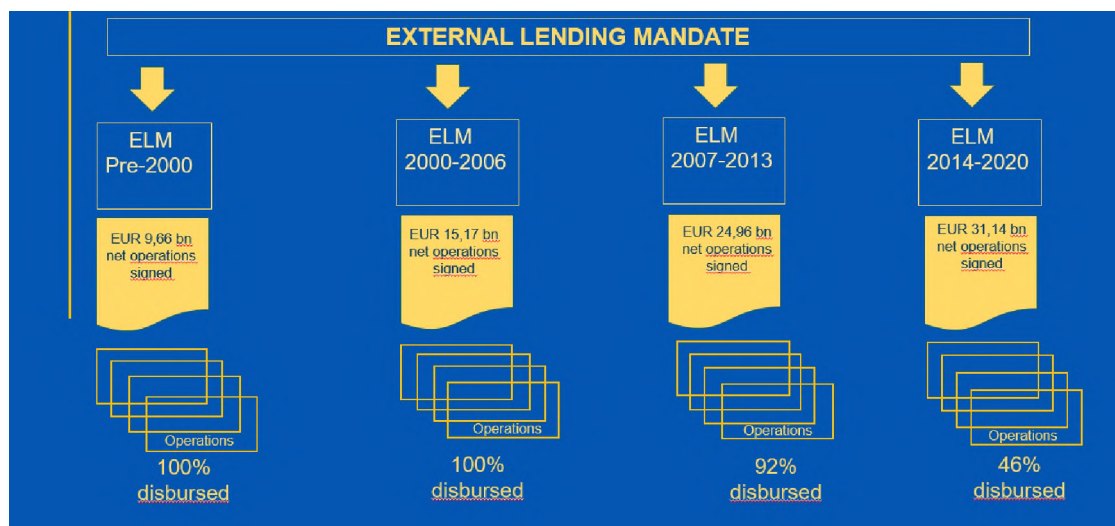 EXTERNAL LENDING MANDATE
ELM
Pre-2000
EUR 9,66 bn
net operations
signed
Operations
100%
disbursed
ELM
2000-2006
EUR 15,17 bn
net operations
signed
Operations
100%
disbursed
ELM
2007-2013
EUR 24,96 bn
net operations
signed
Operations
92%
disbursed
ELM
2014-2020
EUR 31,14 bn
net operations
signed
Operations
46%
disbursed